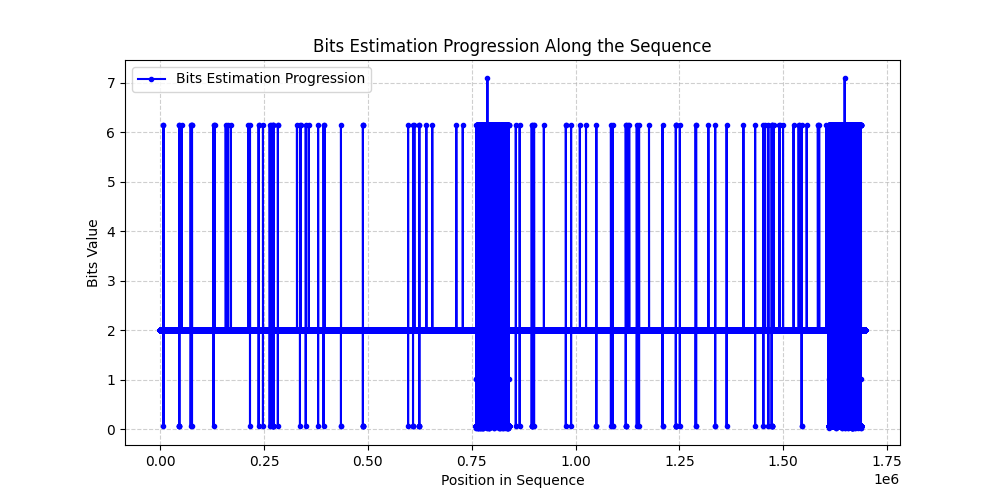 Bits Estimation Progression Along the Sequence
Bits Estimation Progression
Bits Value
7
6
5
4
3
2
1
0
0.00 0.25 0.50 0.75 1.00 1.25 1.50 1.75
1e6
Position in Sequence